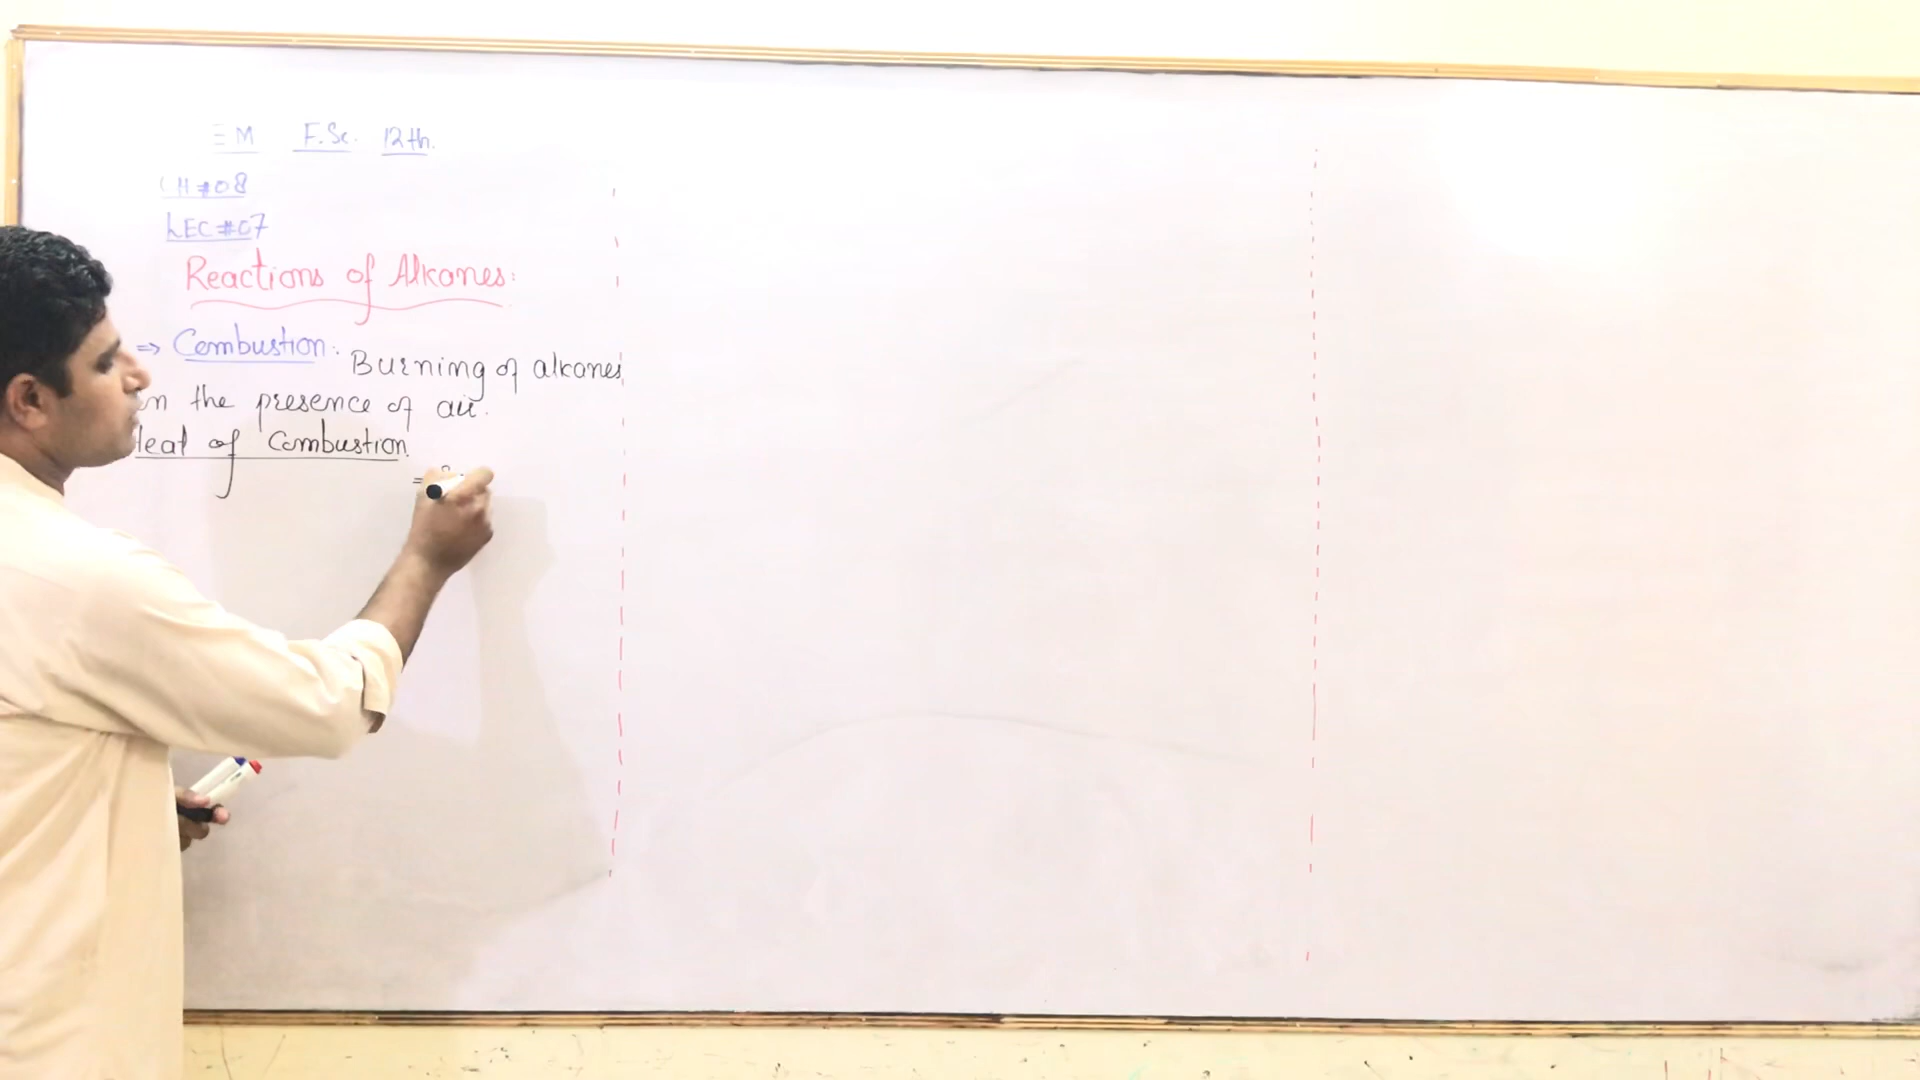 EM F.Sc. 12th.
CH#08
LEC#07
Reactions of Alkanes:
=> Combustion: Burning of alkanes
in the presence of air.
Heat of Combustion.
=